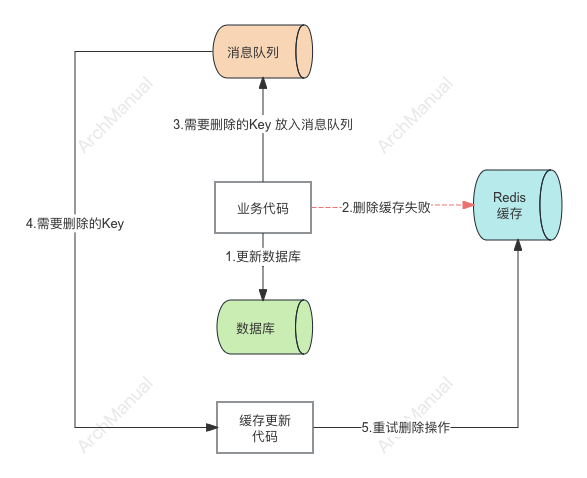 消息队列
ArchManual
ArchManual
3.需要删除的Key 放入消息队列
业务代码
2.删除缓存失败
Redis
缓存
4.需要删除的Key
1.更新数据库
数据库
ArchManual
ArchManual
缓存更新
代码
5.重试删除操作